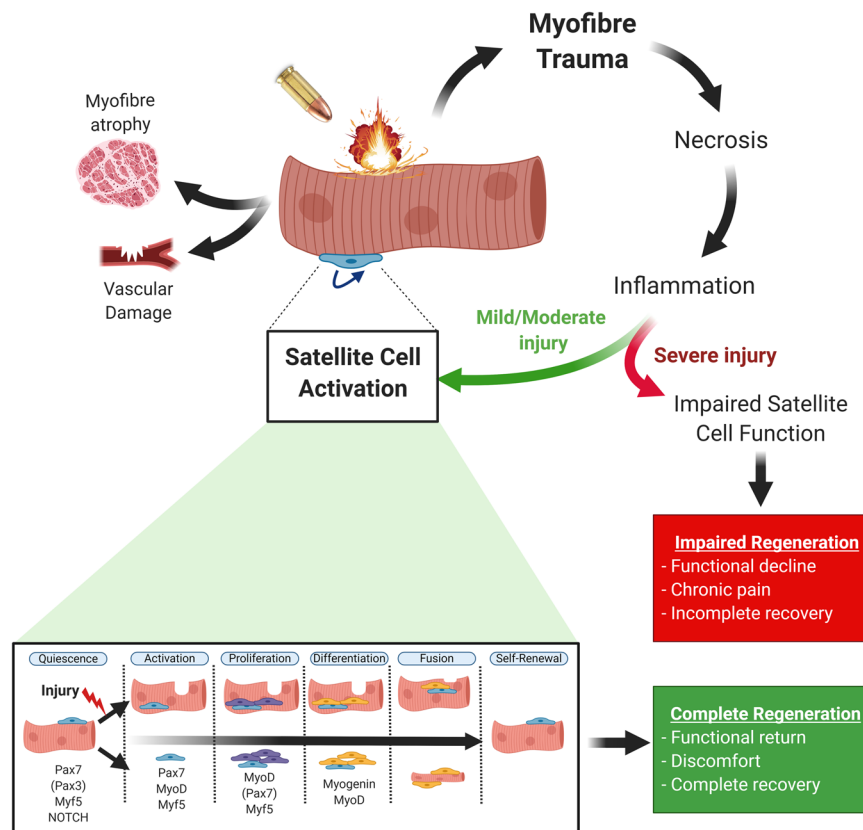 Myofibre
Trauma
Myofibre
atrophy
Necrosis
Vascular
Damage
Inflammation
Mild/Moderate
injury
Severe injury
Satellite Cell
Activation
Impaired Satellite
Cell Function
Impaired Regeneration
- Functional decline
- Chronic pain
- Incomplete recovery
Quiescence
Activation
Proliferation
Differentiation
Fusion
Self-Renewal
Injury
Pax7
(Pax3)
Myf5
NOTCH
Pax7
MyoD
Myf5
MyoD
(Pax7)
Myf5
Myogenin
MyoD
Complete Regeneration
- Functional return
- Discomfort
- Complete recovery